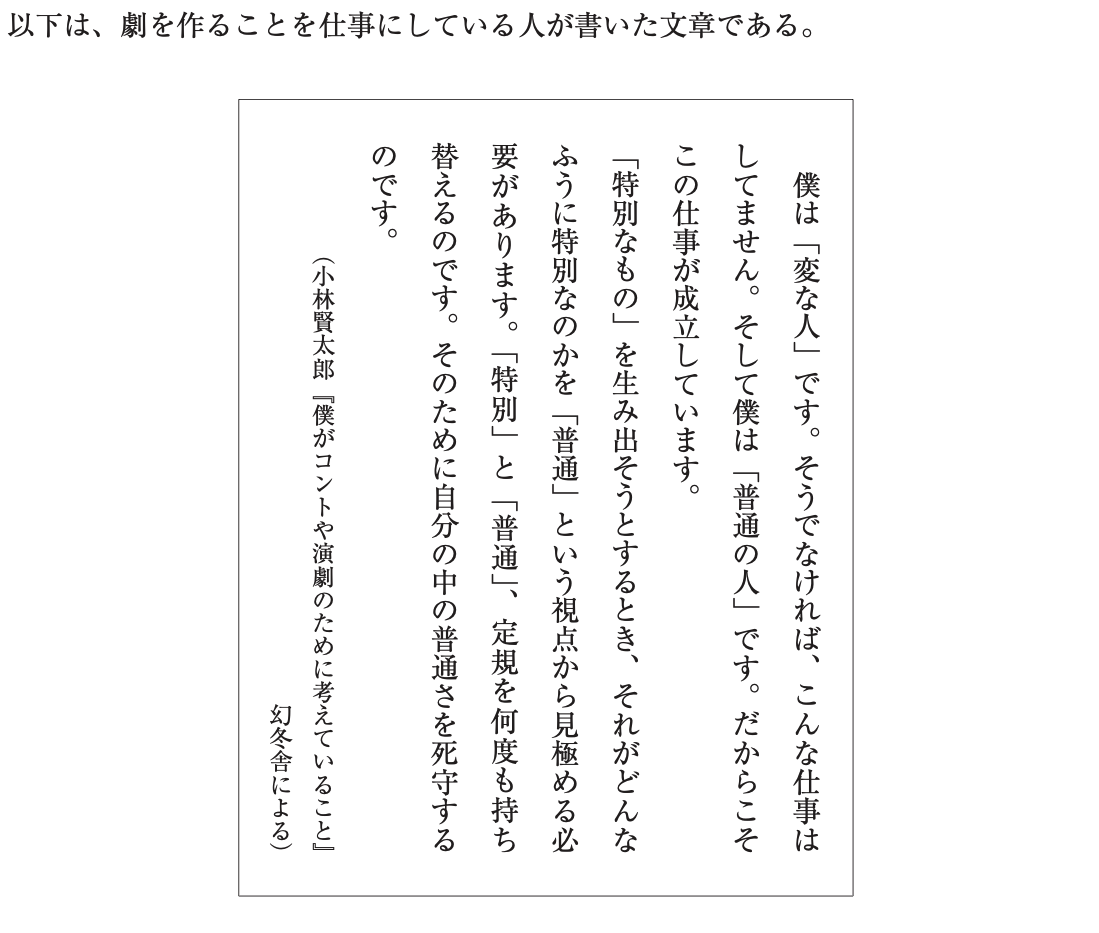 以下は、劇を作ることを仕事にしている人が書いた文章である。
僕は「変な人」です。そうでなければ、こんな仕事は
してません。そして僕は「普通の人」です。だからこそ
この仕事が成立しています。
「特別なもの」を生み出そうとするとき、それがどんな
ふうに特別なのかを「普通」という視点から見極める必
要があります。「特別」と「普通」、定規を何度も持ち
替えるのです。そのために自分の中の普通さを死守する
のです。
（小林賢太郎『僕がコントや演劇のために考えていること』
幻冬舎による）